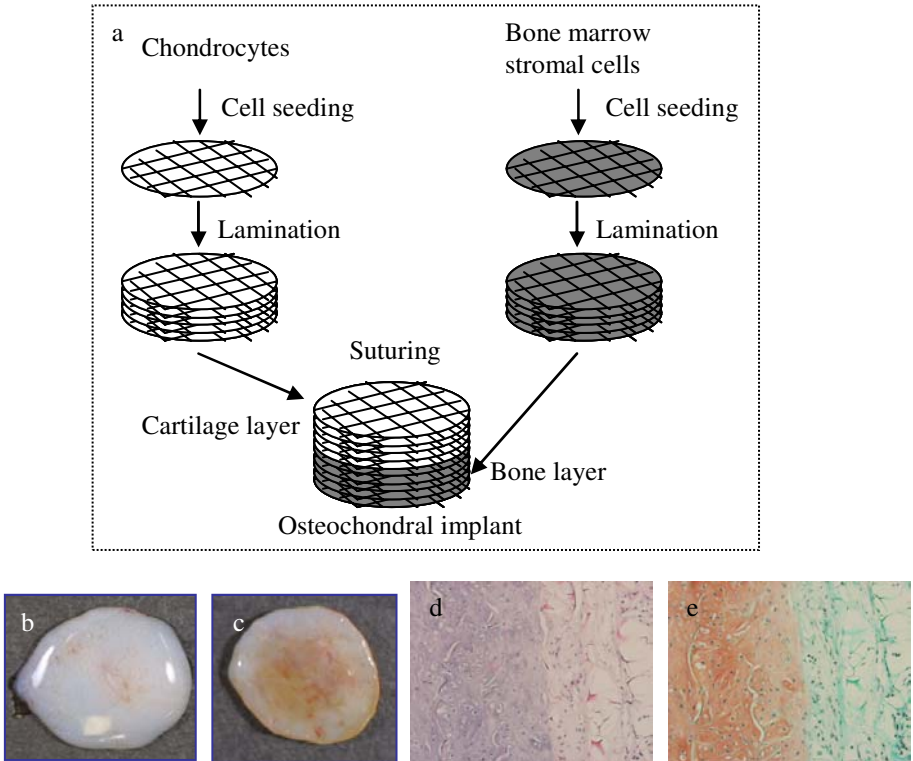 a
Chondrocytes
Bone marrow
stromal cells
Cell seeding
Cell seeding
Lamination
Lamination
Suturing
Cartilage layer
Bone layer
Osteochondral implant
b
c
d
e